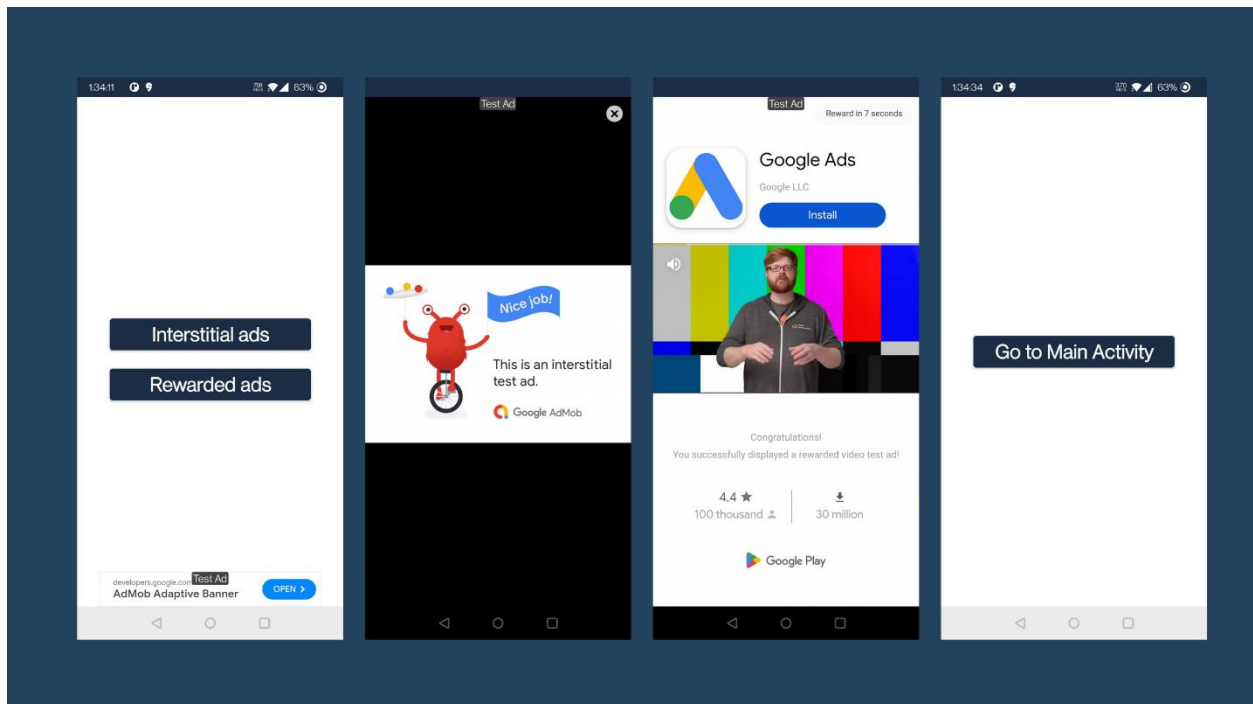 1:34:11
63%
Interstitial ads
Rewarded ads
developers.google.com
Test Ad
AdMob Adaptive Banner
OPEN >
Test Ad
Nice job!
This is an interstitial
test ad.
Google AdMob
Test Ad
Reward in 7 seconds
Google Ads
Google LLC
Install
Congratulations!
You successfully displayed a rewarded video test ad!
4.4 ★
100 thousand
30 million
Google Play
1:34:34
63%
Go to Main Activity